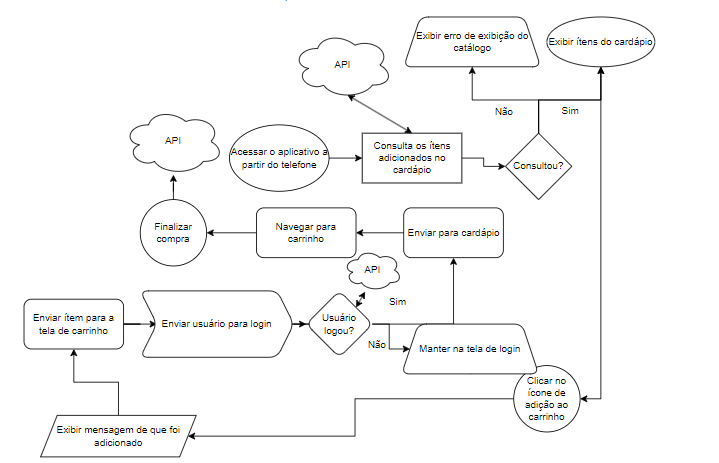 Exibir erro de exibição do
catálogo
Exibir ítens do cardápio
API
Não
Sim
API
Acessar o aplicativo a
partir do telefone
Consulta os ítens
adicionados no
cardápio
Consultou?
Finalizar
compra
Navegar para
carrinho
Enviar para cardápio
API
Sim
Enviar ítem para a
tela de carrinho
Enviar usuário para login
Usuário
logou?
Não
Manter na tela de login
Clicar no
ícone de
adição ao
carrinho
Exibir mensagem de que foi
adicionado